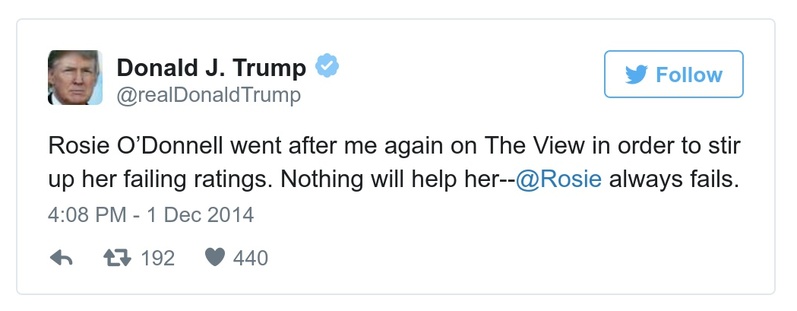 Donald J. Trump
@realDonaldTrump
Follow
Rosie O’Donnell went after me again on The View in order to stir
up her failing ratings. Nothing will help her--@Rosie always fails.
4:08 PM - 1 Dec 2014
192 440